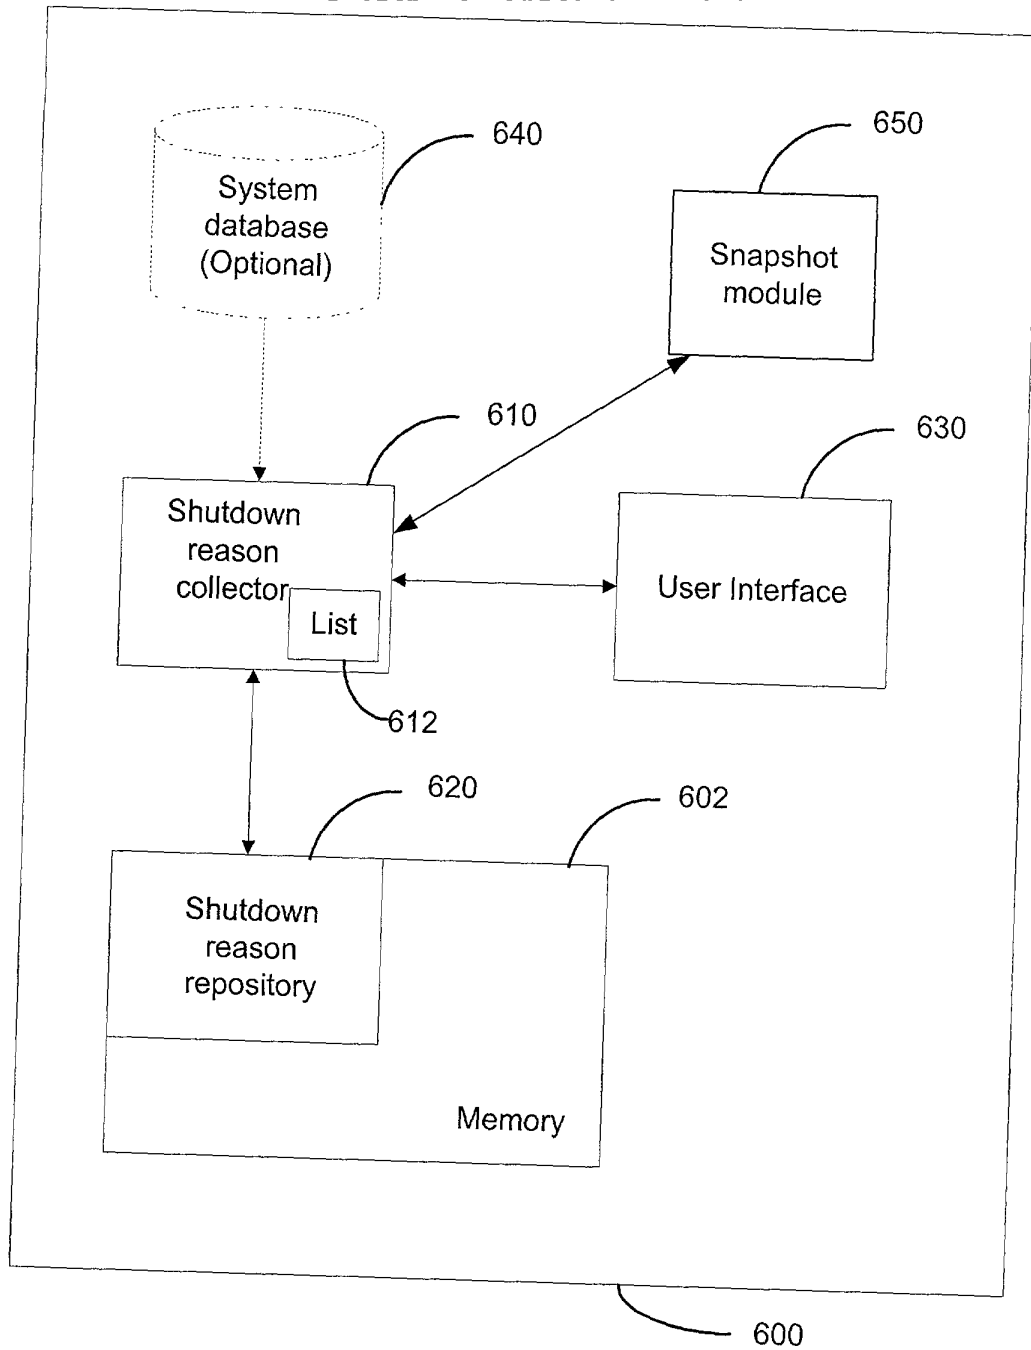 640
650
System
database
(Optional)
Snapshot
module
610
630
Shutdown
reason
collector
List
User Interface
612
620
602
Shutdown
reason
repository
Memory
600